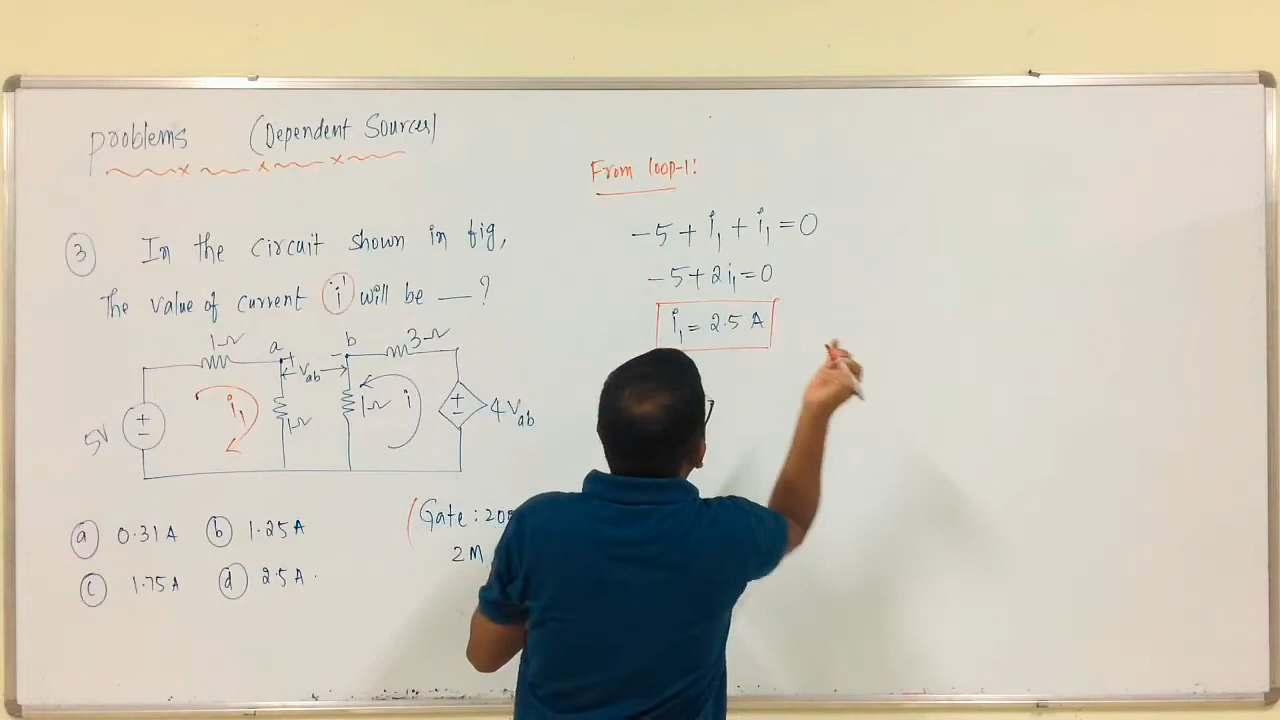 Problems (Dependent Sources)
③ In the circuit shown in fig,
The value of current 'i' will be — ?
1Ω a + Vab - b 3Ω
5V + - i₁ 1Ω 1Ω i + - 4Vab
ⓐ 0.31 A ⓑ 1.25 A
ⓒ 1.75 A ⓓ 2.5 A.
(Gate:
2M
From loop-1:
-5 + i₁ + i₁ = 0
-5 + 2i₁ = 0
i₁ = 2.5 A